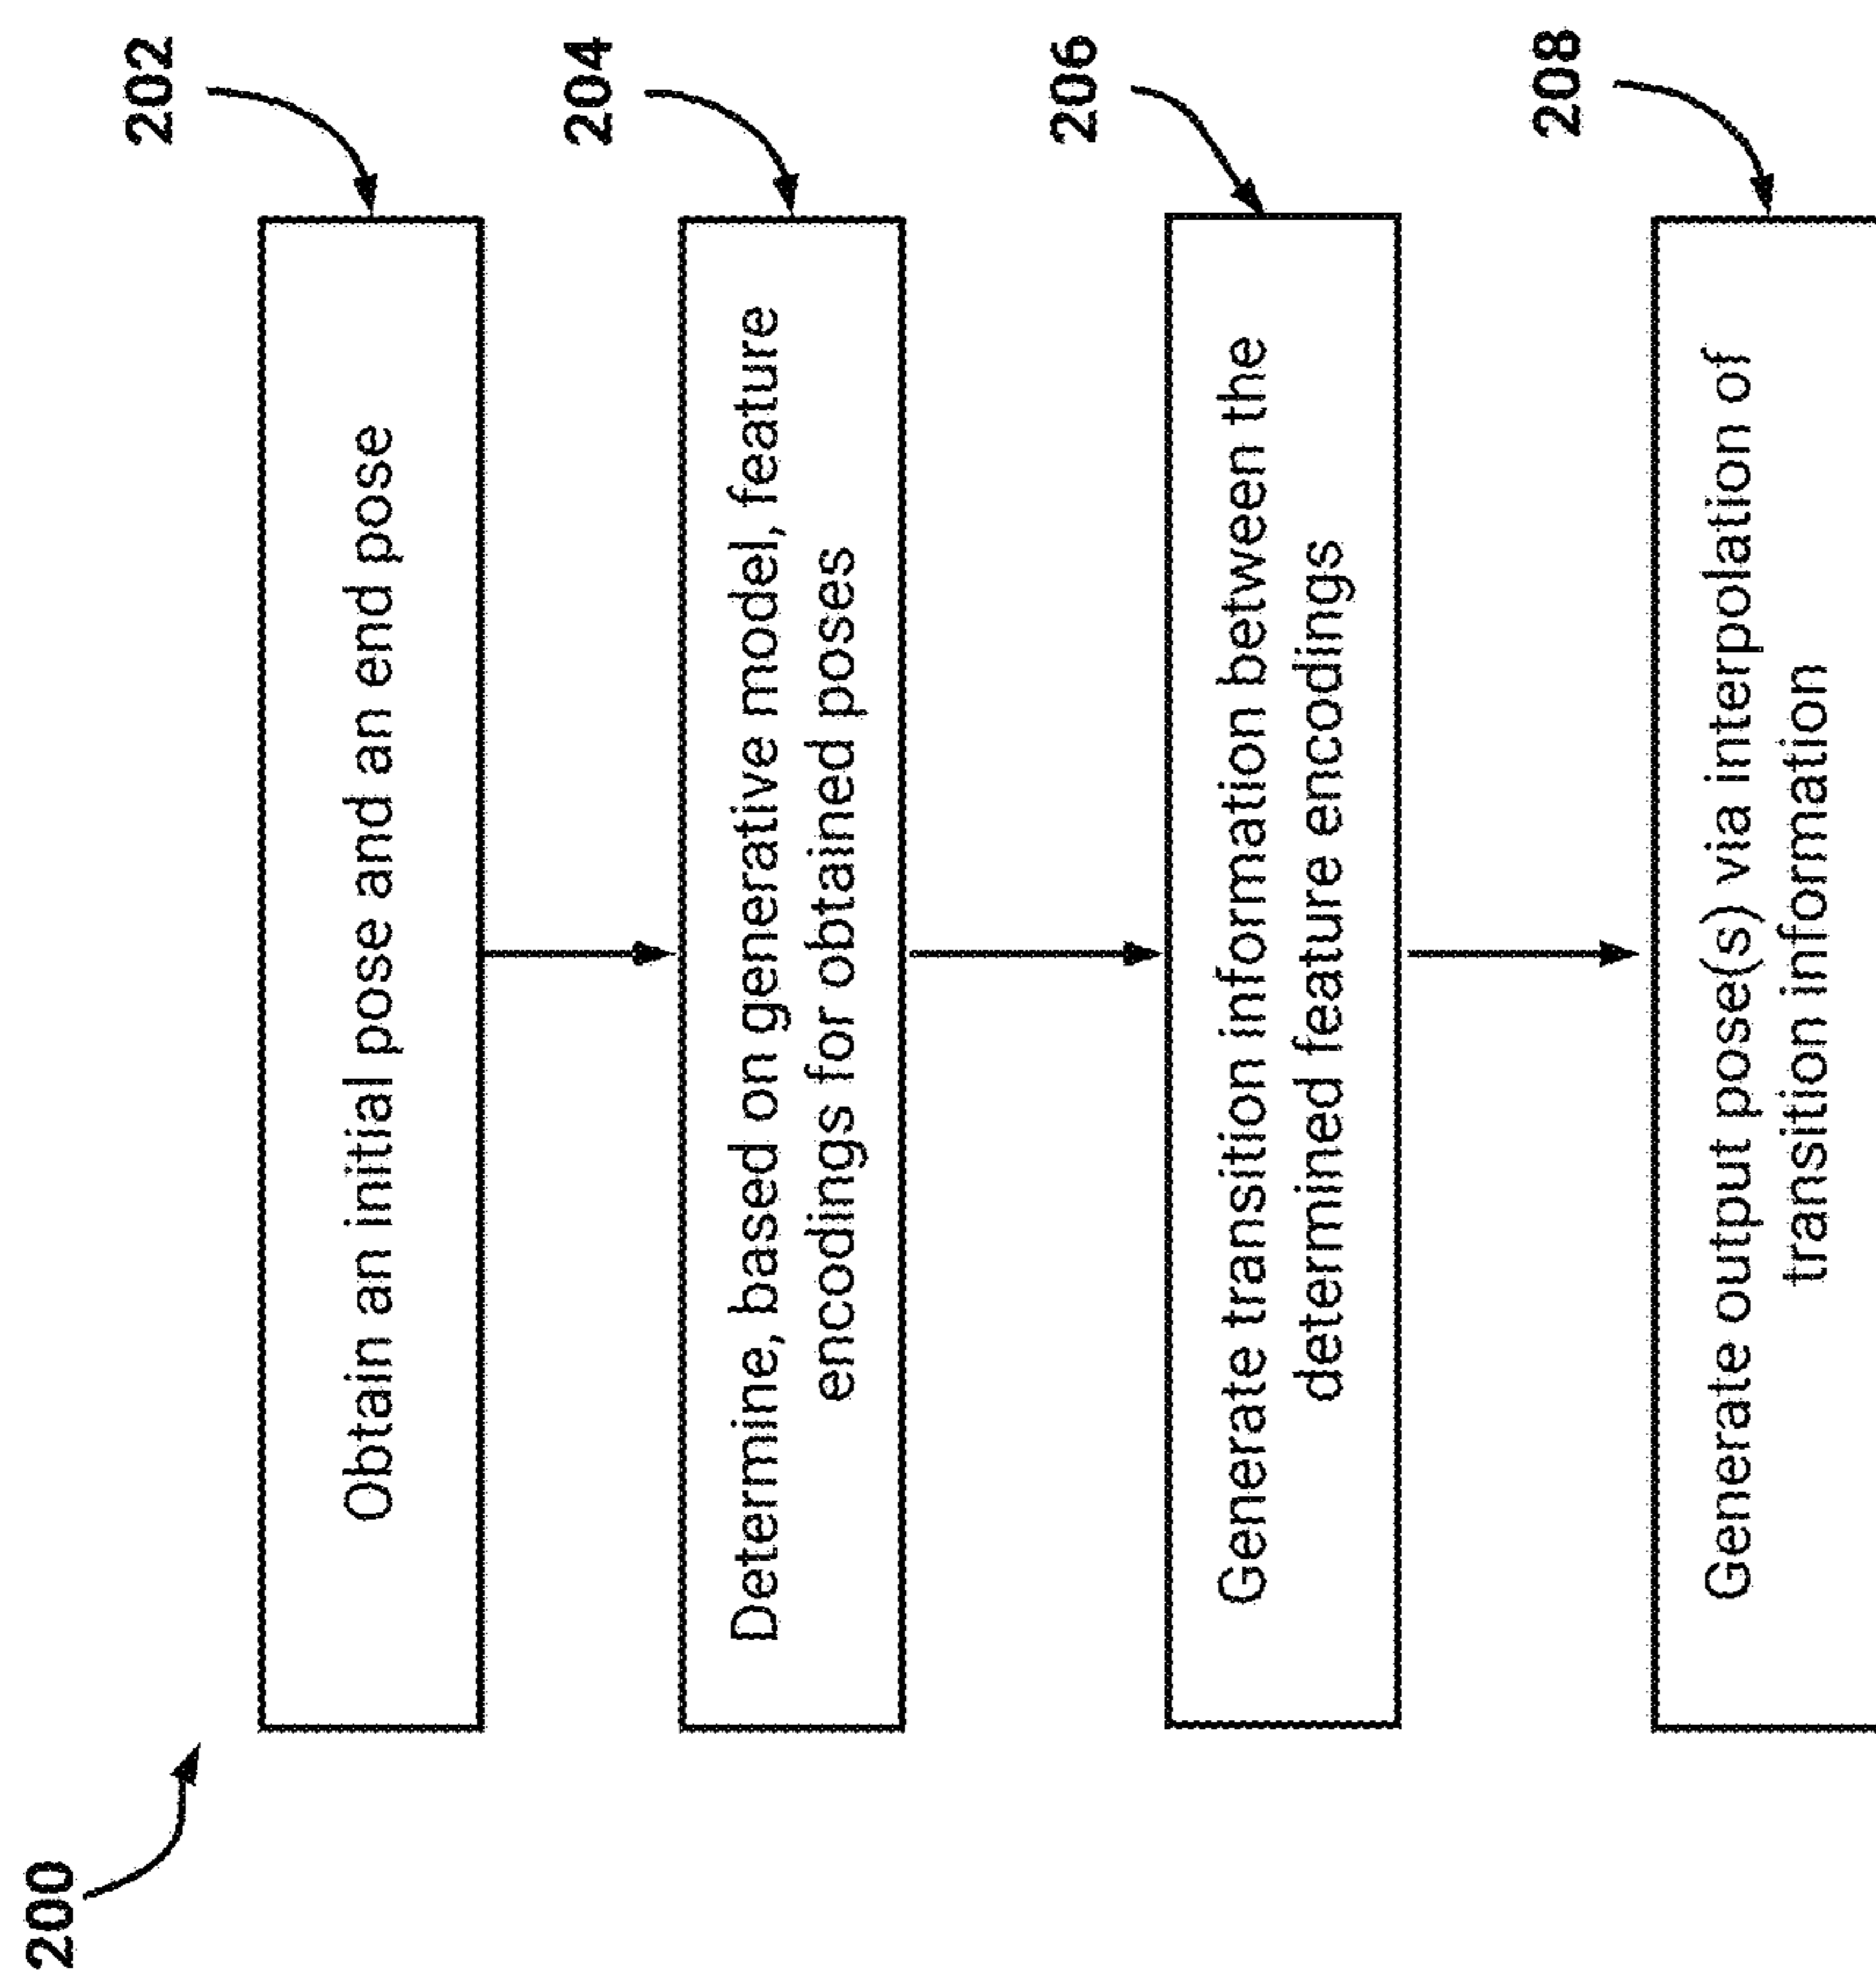 200
202
Obtain an initial pose and an end pose
204
Determine, based on generative model, feature
encodings for obtained poses
206
Generate transition information between the
determined feature encodings
208
Generate output pose(s) via interpolation of
transition information